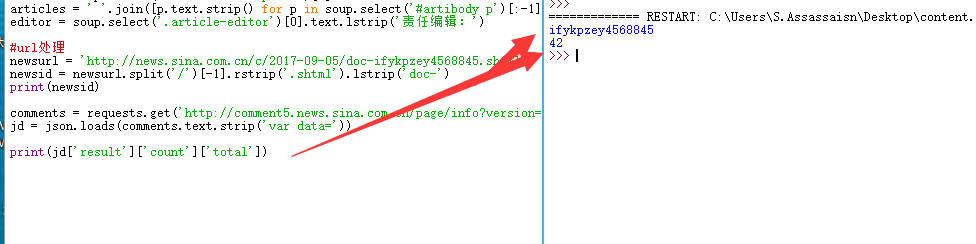 articles = ' '.join([p.text.strip() for p in soup.select('#artibody p')[:-1]
editor = soup.select('.article-editor')[0].text.lstrip('责任编辑：')
#url处理
newsurl = 'http://news.sina.com.cn/c/2017-09-05/doc-ifykpzey4568845.sh
newsid = newsurl.split('/')[-1].rstrip('.shtml').lstrip('doc-')
print(newsid)
comments = requests.get('http://comment5.news.sina.com.cn/page/info?version=
jd = json.loads(comments.text.strip('var data='))
print(jd['result']['count']['total'])
>>>
============= RESTART: C:\Users\S.Assassaisn\Desktop\content.
ifykpzey4568845
42
>>>